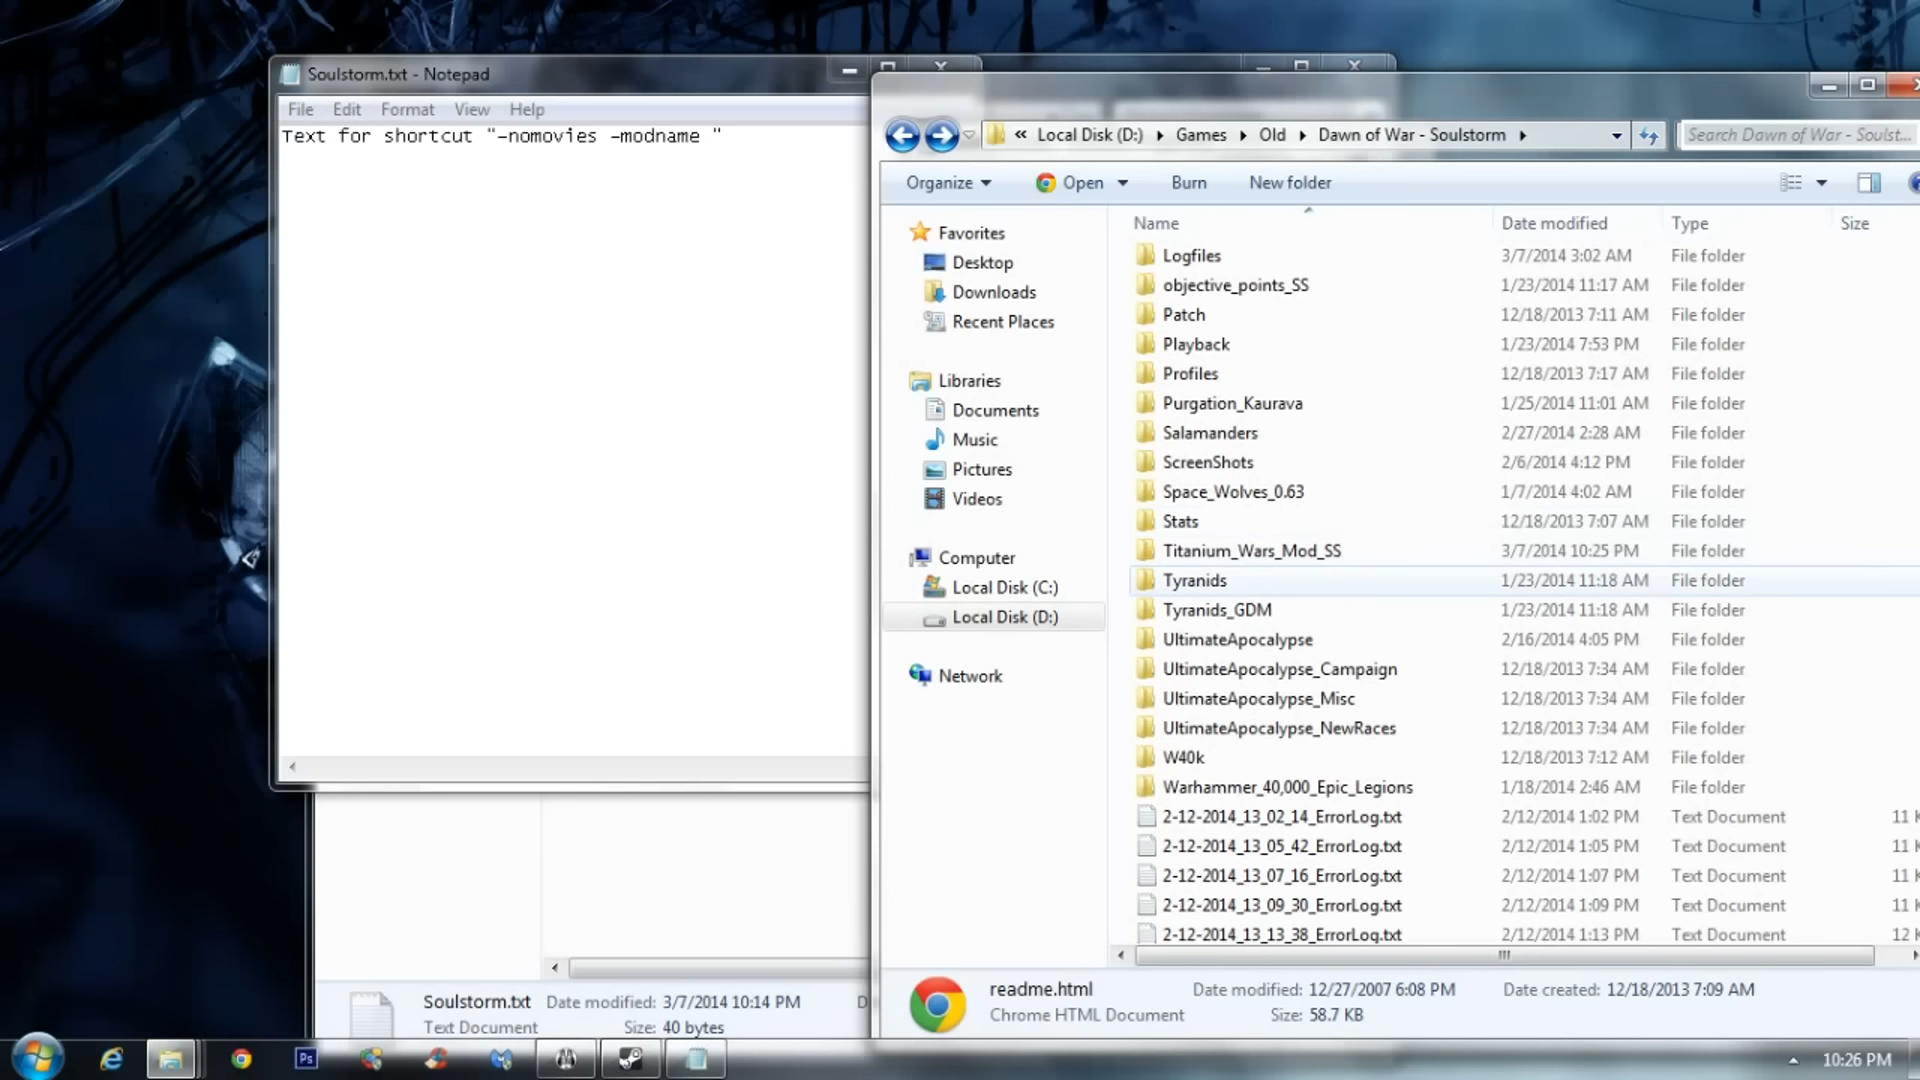 Soulstorm.txt - Notepad
File Edit Format View Help
Text for shortcut "-nomovies -modname "
« Local Disk (D:) Games Old Dawn of War - Soulstorm
Search Dawn of War - Soulst...
Organize Open Burn New folder
Name Date modified Type Size
Favorites
Desktop
Downloads
Recent Places
Libraries
Documents
Music
Pictures
Videos
Computer
Local Disk (C:)
Local Disk (D:)
Network
Logfiles 3/7/2014 3:02 AM File folder
objective_points_SS 1/23/2014 11:17 AM File folder
Patch 12/18/2013 7:11 AM File folder
Playback 1/23/2014 7:53 PM File folder
Profiles 12/18/2013 7:17 AM File folder
Purgation_Kaurava 1/25/2014 11:01 AM File folder
Salamanders 2/27/2014 2:28 AM File folder
ScreenShots 2/6/2014 4:12 PM File folder
Space_Wolves_0.63 1/7/2014 4:02 AM File folder
Stats 12/18/2013 7:07 AM File folder
Titanium_Wars_Mod_SS 3/7/2014 10:25 PM File folder
Tyranids 1/23/2014 11:18 AM File folder
Tyranids_GDM 1/23/2014 11:18 AM File folder
UltimateApocalypse 2/16/2014 4:05 PM File folder
UltimateApocalypse_Campaign 12/18/2013 7:34 AM File folder
UltimateApocalypse_Misc 12/18/2013 7:34 AM File folder
UltimateApocalypse_NewRaces 12/18/2013 7:34 AM File folder
W40k 12/18/2013 7:12 AM File folder
Warhammer_40,000_Epic_Legions 1/18/2014 2:46 AM File folder
2-12-2014_13_02_14_ErrorLog.txt 2/12/2014 1:02 PM Text Document 11 K
2-12-2014_13_05_42_ErrorLog.txt 2/12/2014 1:05 PM Text Document 11 K
2-12-2014_13_07_16_ErrorLog.txt 2/12/2014 1:07 PM Text Document 11 K
2-12-2014_13_09_30_ErrorLog.txt 2/12/2014 1:09 PM Text Document 11 K
2-12-2014_13_13_38_ErrorLog.txt 2/12/2014 1:13 PM Text Document 12 K
readme.html Date modified: 12/27/2007 6:08 PM Date created: 12/18/2013 7:09 AM
Chrome HTML Document Size: 58.7 KB
Soulstorm.txt Date modified: 3/7/2014 10:14 PM D
Text Document Size: 40 bytes
Ps
10:26 PM